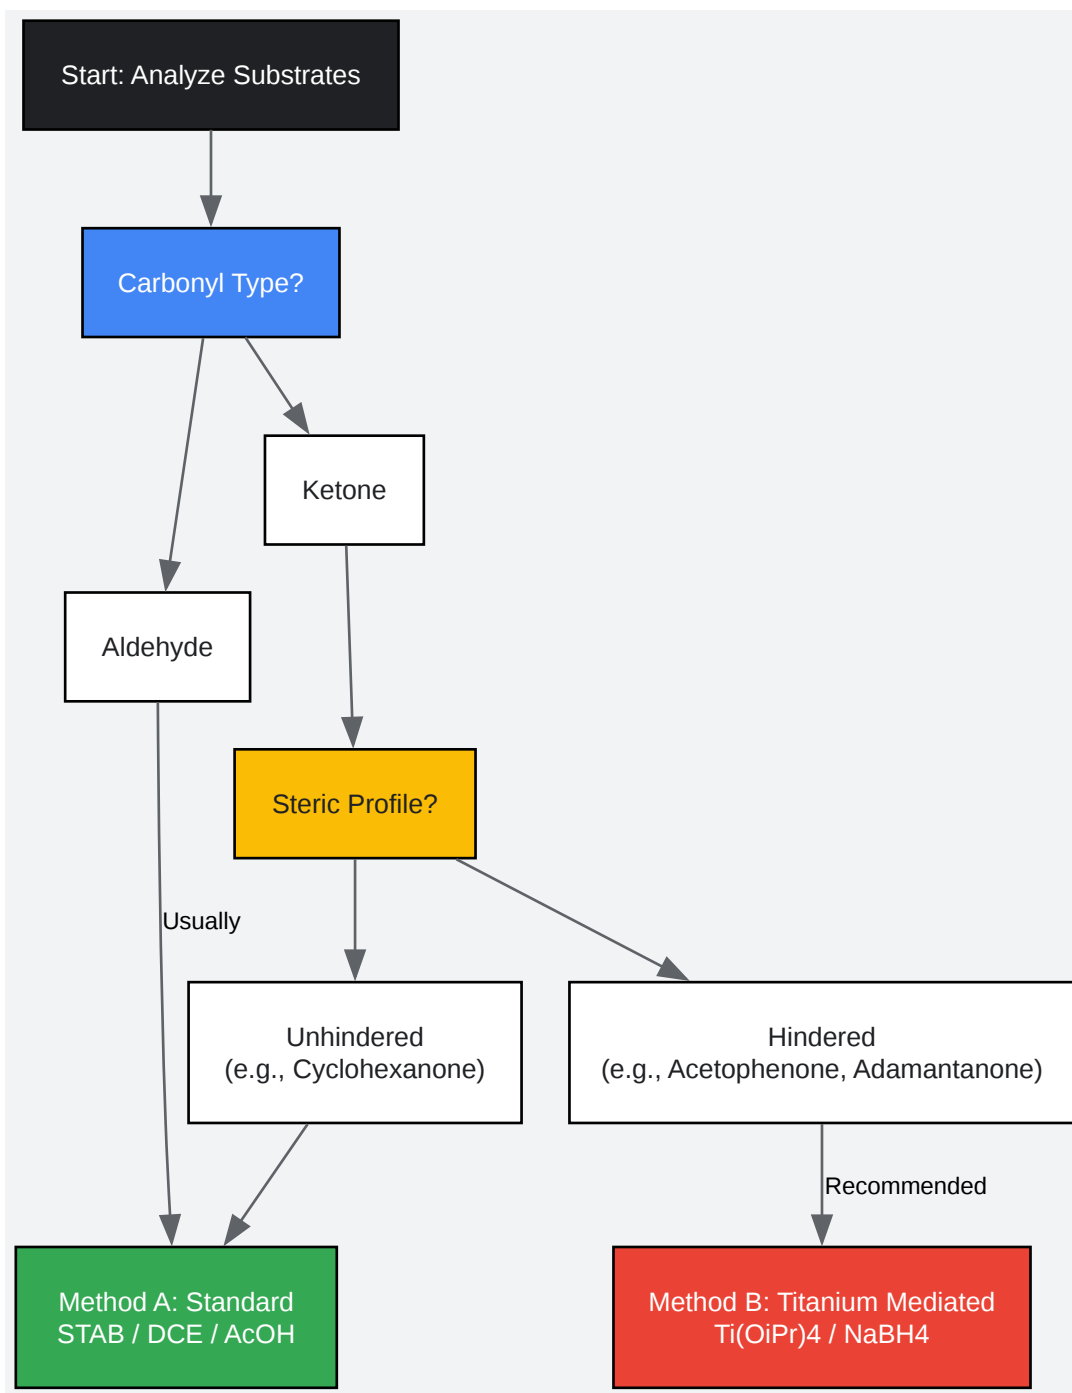 Start: Analyze Substrates
Carbonyl Type?
Ketone
Aldehyde
Steric Profile?
Usually
Unhindered
(e.g., Cyclohexanone)
Hindered
(e.g., Acetophenone, Adamantanone)
Recommended
Method A: Standard
STAB / DCE / AcOH
Method B: Titanium Mediated
Ti(OiPr)4 / NaBH4